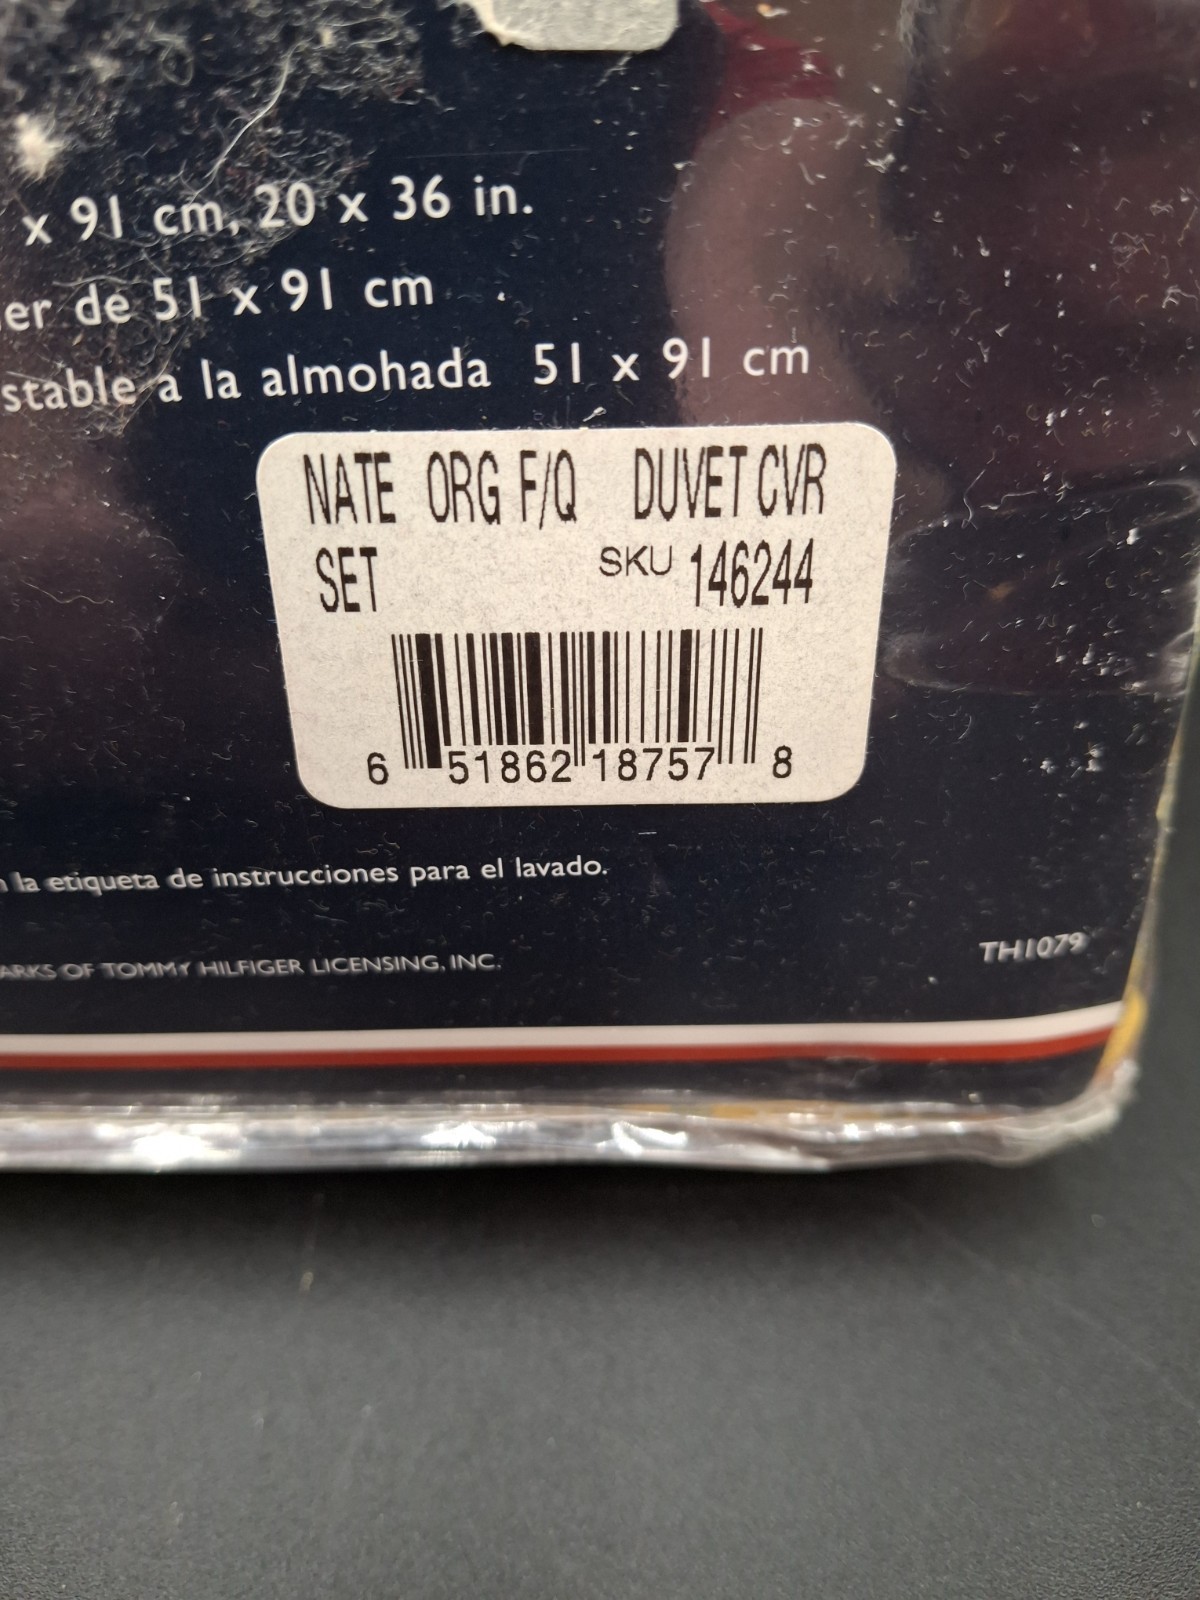 x 91 cm, 20 x 36 in.
er de 51 x 91 cm
stable a la almohada 51 x 91 cm
NATE ORG F/Q DUVET CVR
SET SKU 146244
6 51862 18757 8
la etiqueta de instrucciones para el lavado.
ARKS OF TOMMY HILFIGER LICENSING, INC.
TH1079